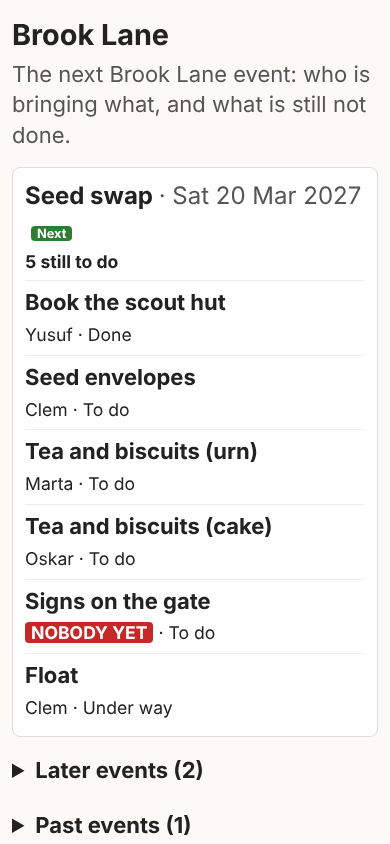 Brook Lane
The next Brook Lane event: who is
bringing what, and what is still not
done.
Seed swap · Sat 20 Mar 2027
Next
5 still to do
Book the scout hut
Yusuf · Done
Seed envelopes
Clem · To do
Tea and biscuits (urn)
Marta · To do
Tea and biscuits (cake)
Oskar · To do
Signs on the gate
NOBODY YET · To do
Float
Clem · Under way
Later events (2)
Past events (1)